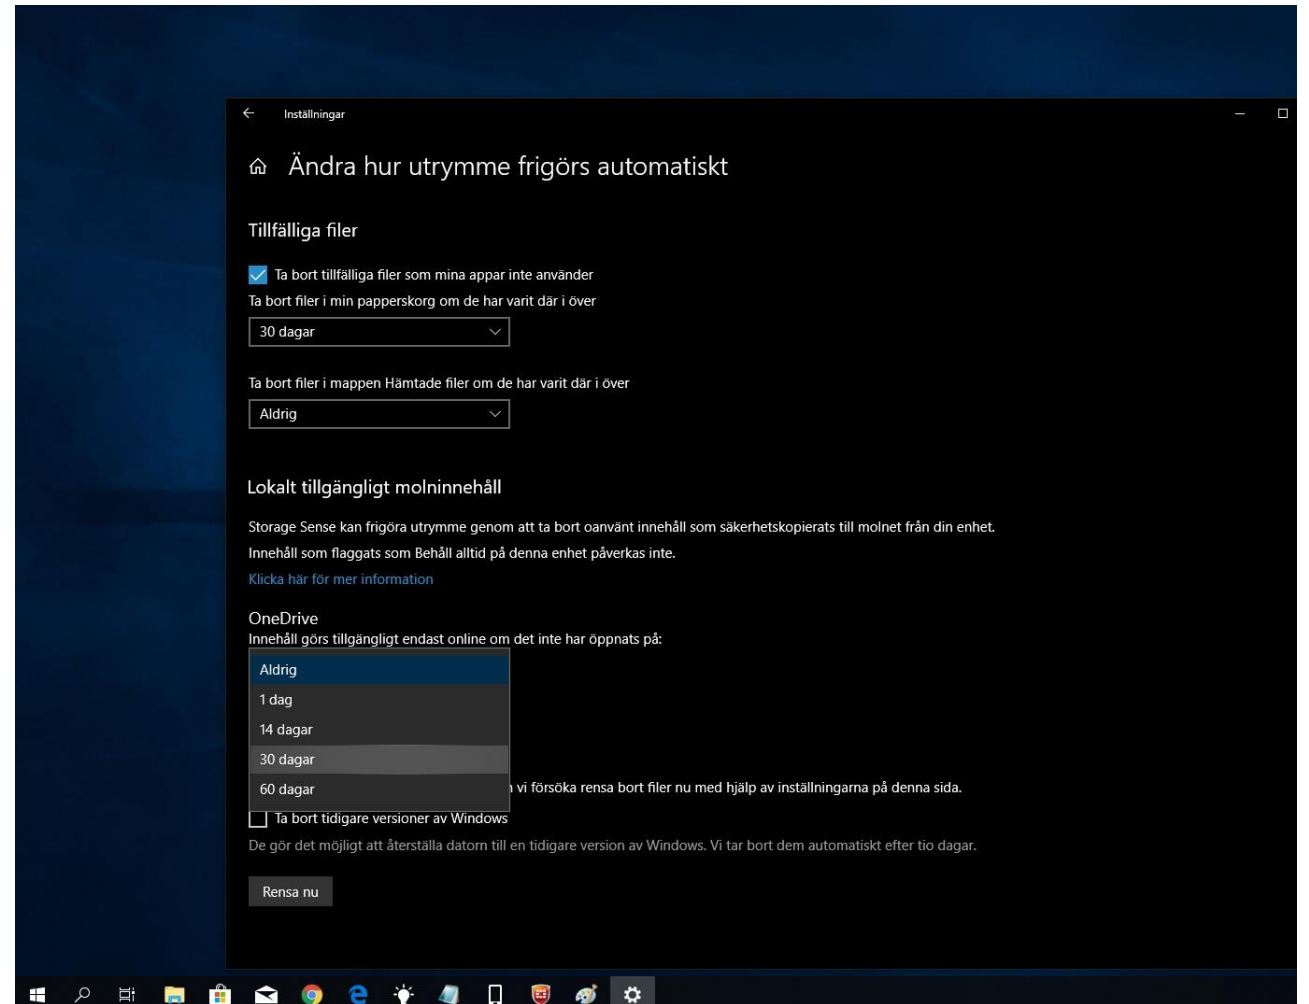 Inställningar
Ändra hur utrymme frigörs automatiskt
Tillfälliga filer
Ta bort tillfälliga filer som mina appar inte använder
Ta bort filer i min papperskorg om de har varit där i över
30 dagar
Ta bort filer i mappen Hämtade filer om de har varit där i över
Aldrig
Lokalt tillgängligt molninnehåll
Storage Sense kan frigöra utrymme genom att ta bort oanvänt innehåll som säkerhetskopierats till molnet från din enhet.
Innehåll som flaggats som Behåll alltid på denna enhet påverkas inte.
Klicka här för mer information
OneDrive
Innehåll görs tillgängligt endast online om det inte har öppnats på:
Aldrig
1 dag
14 dagar
30 dagar
60 dagar
vi försöka rensa bort filer nu med hjälp av inställningarna på denna sida.
Ta bort tidigare versioner av Windows
De gör det möjligt att återställa datorn till en tidigare version av Windows. Vi tar bort dem automatiskt efter tio dagar.
Rensa nu